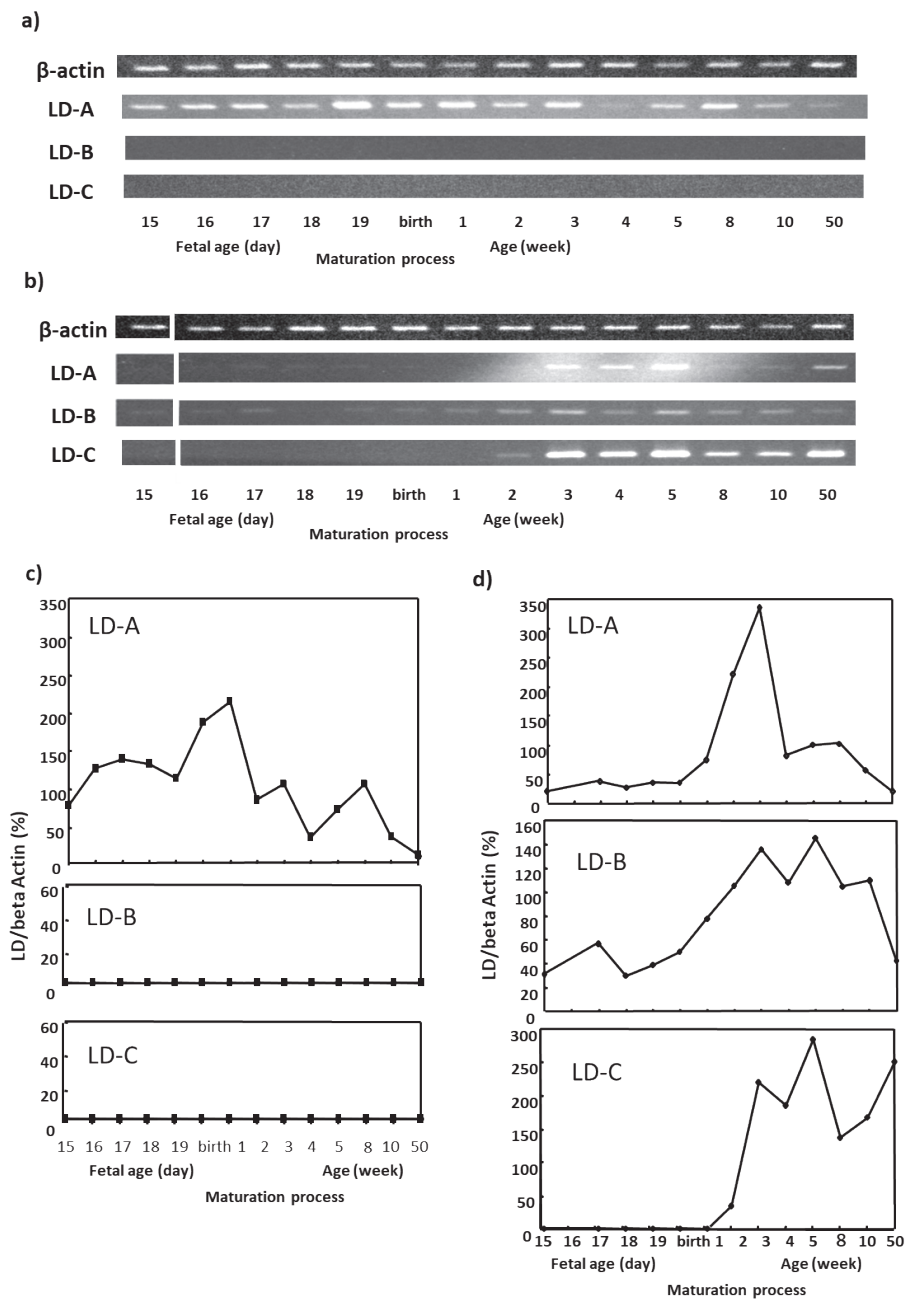 a)
β-actin
LD-A
LD-B
LD-C
15 16 17 18 19 birth 1 2 3 4 5 8 10 50
Fetal age (day) Age (week)
Maturation process
b)
β-actin
LD-A
LD-B
LD-C
15 16 17 18 19 birth 1 2 3 4 5 8 10 50
Fetal age (day) Age (week)
Maturation process
c)
LD/beta Actin (%)
350
300
250
200
150
100
50
0
LD-A
60
40
20
0
LD-B
60
40
20
0
LD-C
15 16 17 18 19 birth 1 2 3 4 5 8 10 50
Fetal age (day) Age (week)
Maturation process
d)
LD/beta Actin (%)
350
300
250
200
150
100
50
0
LD-A
160
140
120
100
80
60
40
20
0
LD-B
300
250
200
150
100
50
0
LD-C
15 16 17 18 19 birth 1 2 3 4 5 8 10 50
Fetal age (day) Age (week)
Maturation process